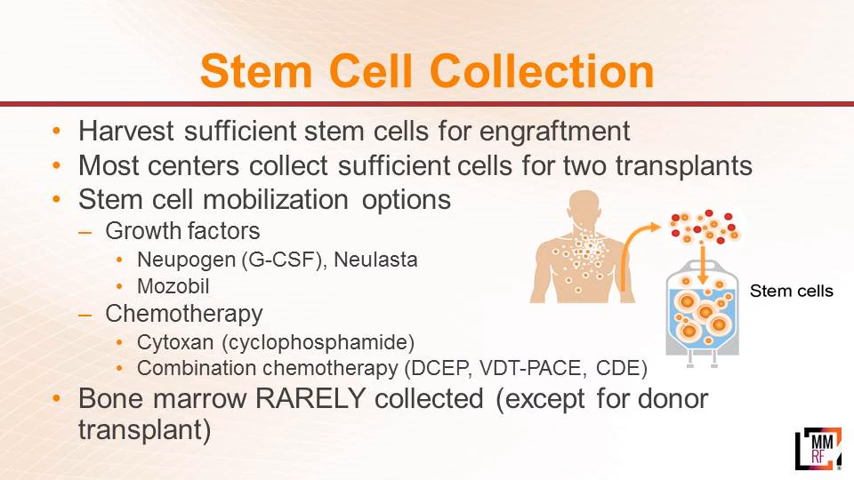 Stem Cell Collection
• Harvest sufficient stem cells for engraftment
• Most centers collect sufficient cells for two transplants
• Stem cell mobilization options
– Growth factors
• Neupogen (G-CSF), Neulasta
• Mozobil
– Chemotherapy
• Cytoxan (cyclophosphamide)
• Combination chemotherapy (DCEP, VDT-PACE, CDE)
• Bone marrow RARELY collected (except for donor
transplant)
Stem cells
MM
RF